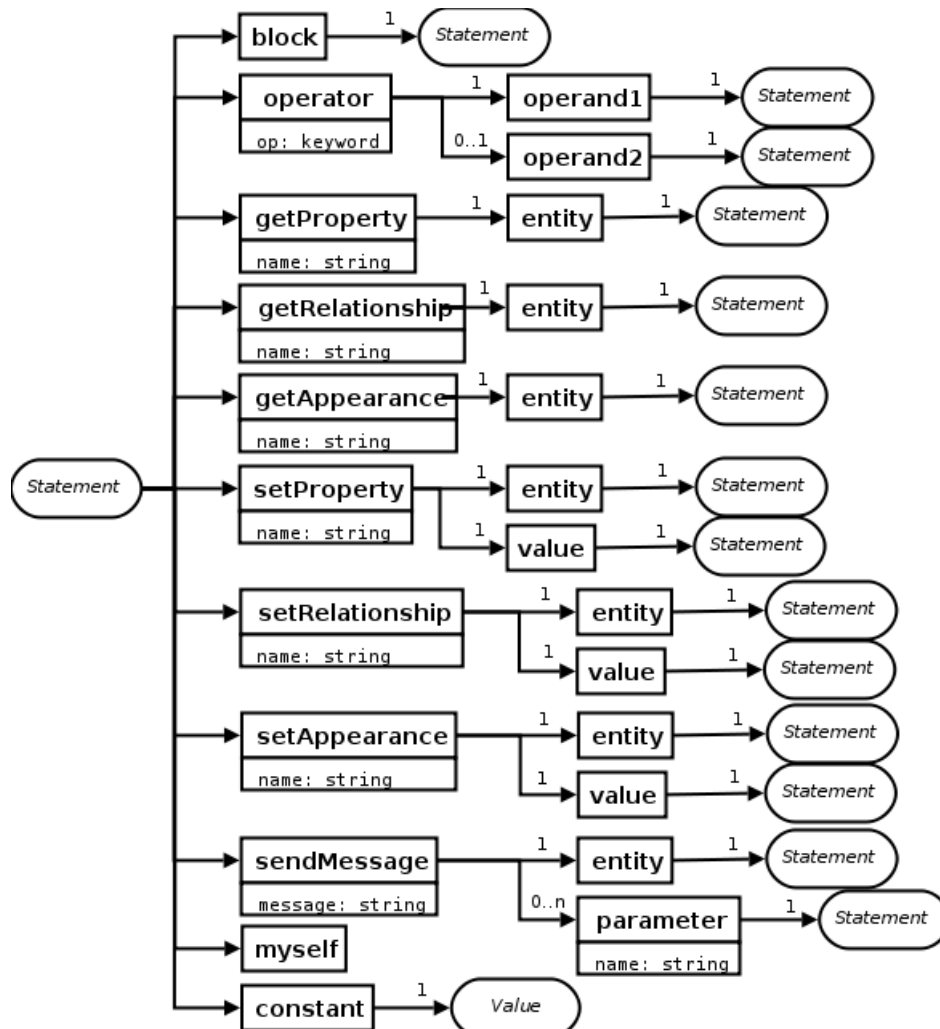 block 1 Statement
operator 1 operand1 1 Statement
op: keyword 0..1 operand2 1 Statement
getProperty 1 entity 1 Statement
name: string
getRelationship 1 entity 1 Statement
name: string
getAppearance 1 entity 1 Statement
name: string
Statement setProperty 1 entity 1 Statement
name: string 1 value 1 Statement
setRelationship 1 entity 1 Statement
name: string 1 value 1 Statement
setAppearance 1 entity 1 Statement
name: string 1 value 1 Statement
sendMessage 1 entity 1 Statement
message: string 0..n parameter 1 Statement
myself name: string
constant 1 Value